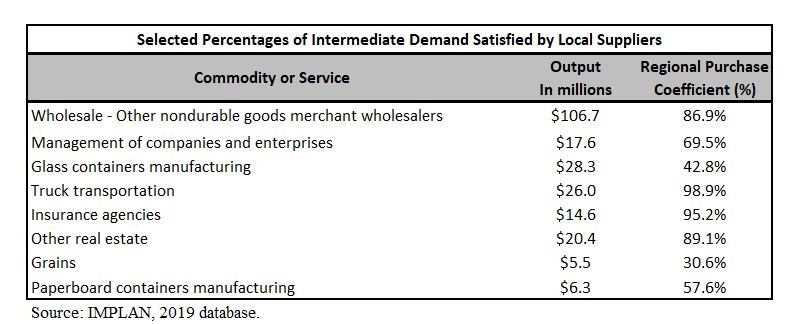 Selected Percentages of Intermediate Demand Satisfied by Local Suppliers
Commodity or Service Output In millions Regional Purchase Coefficient (%)
Wholesale - Other nondurable goods merchant wholesalers $106.7 86.9%
Management of companies and enterprises $17.6 69.5%
Glass containers manufacturing $28.3 42.8%
Truck transportation $26.0 98.9%
Insurance agencies $14.6 95.2%
Other real estate $20.4 89.1%
Grains $5.5 30.6%
Paperboard containers manufacturing $6.3 57.6%
Source: IMPLAN, 2019 database.